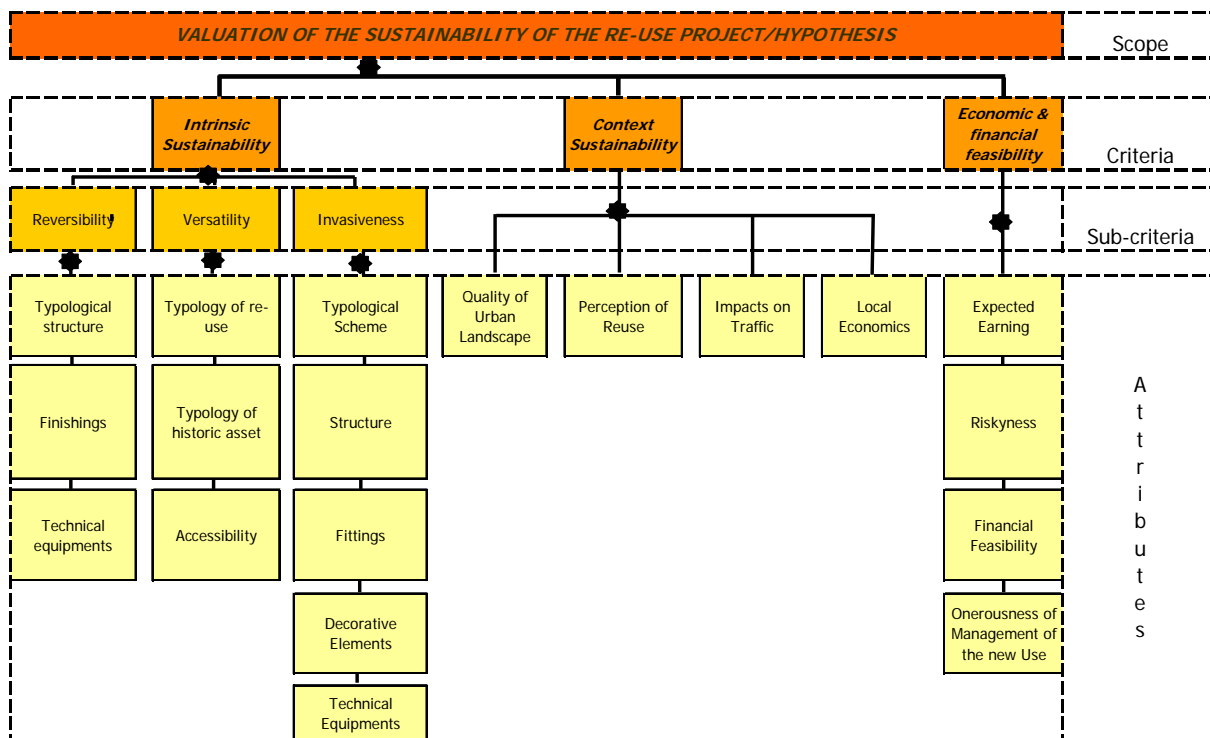 VALUATION OF THE SUSTAINABILITY OF THE RE-USE PROJECT/HYPOTHESIS
Scope
Intrinsic
Sustainability
Context
Sustainability
Economic &
financial
feasibility
Criteria
Reversibility
Versatility
Invasiveness
Sub-criteria
Typological
structure
Typology of re-
use
Typological
Scheme
Quality of
Urban
Landscape
Perception of
Reuse
Impacts on
Traffic
Local
Economics
Expected
Earning
Finishings
Typology of
historic asset
Structure
Riskyness
Technical
equipments
Accessibility
Fittings
Financial
Feasibility
Decorative
Elements
Onerousness of
Management of
the new Use
Technical
Equipments
A
t
t
r
i
b
u
t
e
s